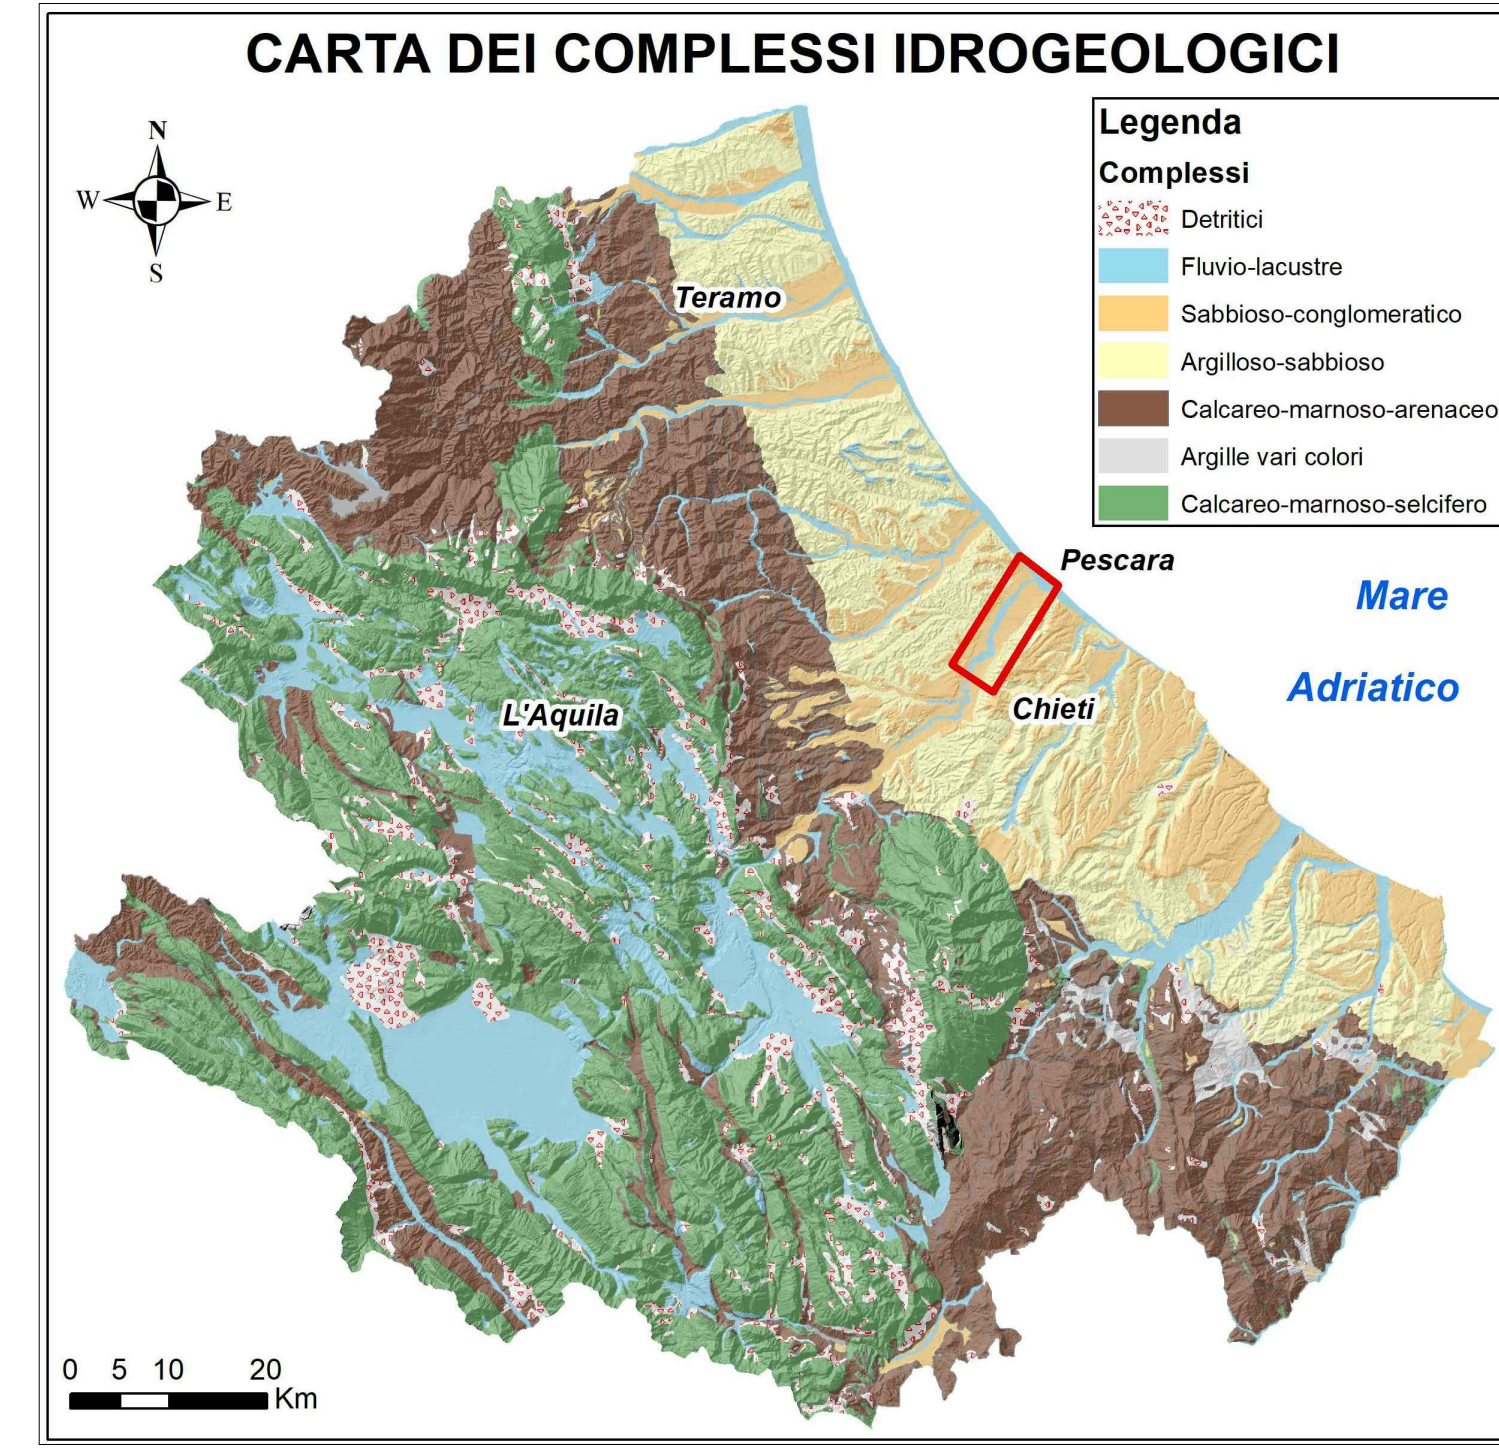 CARTA DEI COMPLESSI IDROGEOLOGICI
N
W
E
S
Legenda
Complessi
Detritici
Fluvio-lacustre
Sabbioso-conglomeratico
Argilloso-sabbioso
Calcareo-marnoso-arenaceo
Argille vari colori
Calcareo-marnoso-selcifero
Teramo
Pescara
Mare
Adriatico
L'Aquila
Chieti
0 5 10 20
Km